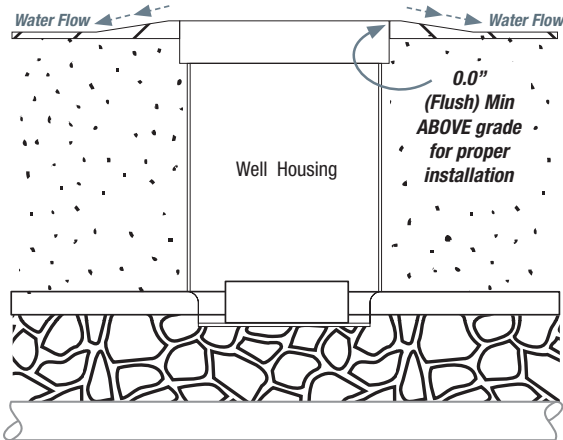 Water Flow
Water Flow
0.0"
(Flush) Min
ABOVE grade
for proper
installation
Well Housing